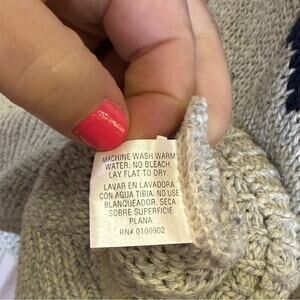 MACHINE WASH WARM
WATER. NO BLEACH.
LAY FLAT TO DRY.
LAVAR EN LAVADORA
CON AGUA TIBIA. NO USE
BLANQUEADOR. SECA
SOBRE SUPERFICIE
PLANA
RN# 0100902